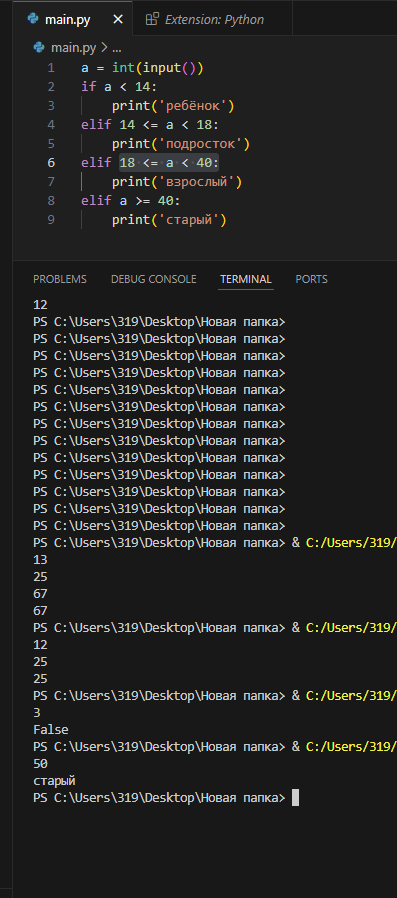 main.py
Extension: Python
main.py > ...
1 a = int(input())
2 if a < 14:
3     print('ребёнок')
4 elif 14 <= a < 18:
5     print('подросток')
6 elif 18 <= a < 40:
7     print('взрослый')
8 elif a >= 40:
9     print('старый')
PROBLEMS DEBUG CONSOLE TERMINAL PORTS
12
PS C:\Users\319\Desktop\Новая папка>
PS C:\Users\319\Desktop\Новая папка>
PS C:\Users\319\Desktop\Новая папка>
PS C:\Users\319\Desktop\Новая папка>
PS C:\Users\319\Desktop\Новая папка>
PS C:\Users\319\Desktop\Новая папка>
PS C:\Users\319\Desktop\Новая папка>
PS C:\Users\319\Desktop\Новая папка>
PS C:\Users\319\Desktop\Новая папка>
PS C:\Users\319\Desktop\Новая папка>
PS C:\Users\319\Desktop\Новая папка>
PS C:\Users\319\Desktop\Новая папка>
PS C:\Users\319\Desktop\Новая папка>
PS C:\Users\319\Desktop\Новая папка> & C:/Users/319/
13
25
67
67
PS C:\Users\319\Desktop\Новая папка> & C:/Users/319/
12
25
25
PS C:\Users\319\Desktop\Новая папка> & C:/Users/319/
3
False
PS C:\Users\319\Desktop\Новая папка> & C:/Users/319/
50
старый
PS C:\Users\319\Desktop\Новая папка>